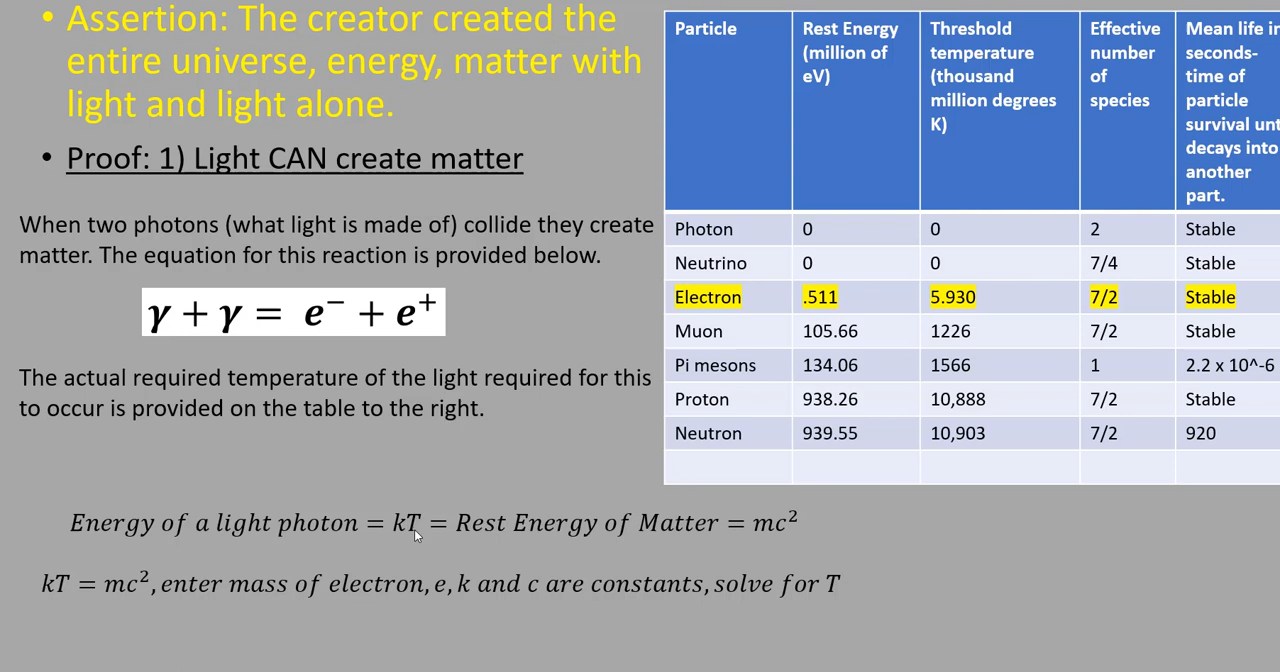 • Assertion: The creator created the
entire universe, energy, matter with
light and light alone.
• Proof: 1) Light CAN create matter
When two photons (what light is made of) collide they create
matter. The equation for this reaction is provided below.
γ + γ = e⁻ + e⁺
The actual required temperature of the light required for this
to occur is provided on the table to the right.
Particle Rest Energy (million of eV) Threshold temperature (thousand million degrees K) Effective number of species Mean life in seconds- time of particle survival unt decays into another part.
Photon 0 0 2 Stable
Neutrino 0 0 7/4 Stable
Electron .511 5.930 7/2 Stable
Muon 105.66 1226 7/2 Stable
Pi mesons 134.06 1566 1 2.2 x 10^-6
Proton 938.26 10,888 7/2 Stable
Neutron 939.55 10,903 7/2 920
Energy of a light photon = kT = Rest Energy of Matter = mc²
kT = mc², enter mass of electron, e, k and c are constants, solve for T